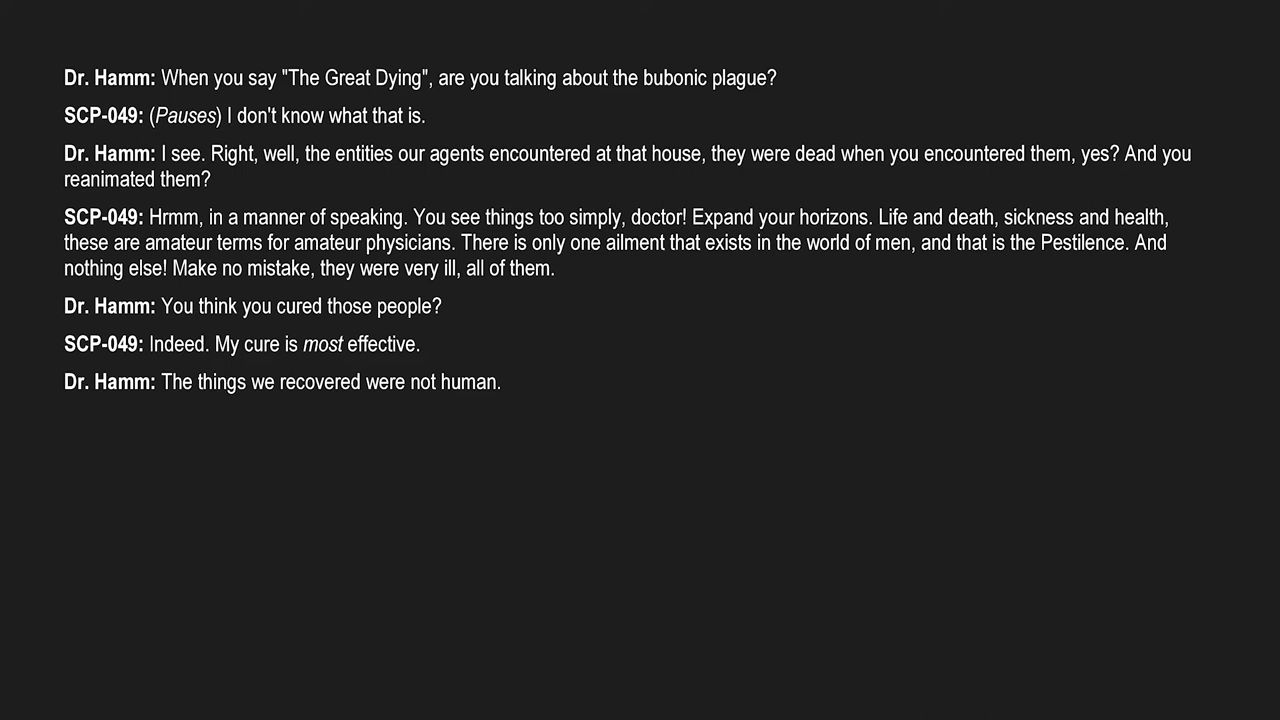 Dr. Hamm: When you say "The Great Dying", are you talking about the bubonic plague?
SCP-049: (Pauses) I don't know what that is.
Dr. Hamm: I see. Right, well, the entities our agents encountered at that house, they were dead when you encountered them, yes? And you
reanimated them?
SCP-049: Hrmm, in a manner of speaking. You see things too simply, doctor! Expand your horizons. Life and death, sickness and health,
these are amateur terms for amateur physicians. There is only one ailment that exists in the world of men, and that is the Pestilence. And
nothing else! Make no mistake, they were very ill, all of them.
Dr. Hamm: You think you cured those people?
SCP-049: Indeed. My cure is most effective.
Dr. Hamm: The things we recovered were not human.